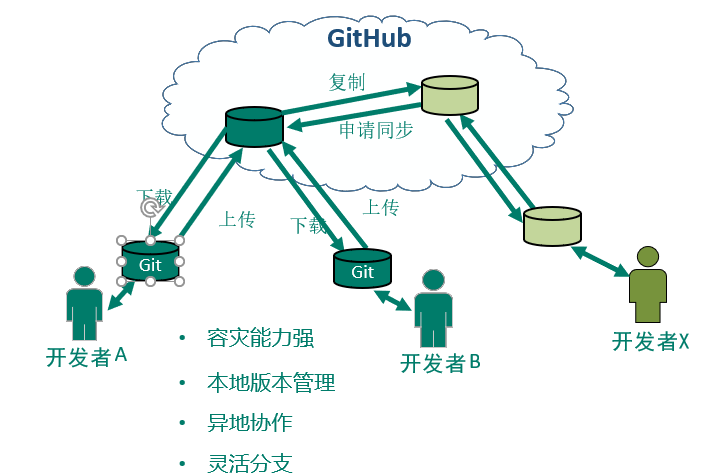 GitHub
复制
申请同步
下载
上传
下载
上传
Git
Git
开发者A
开发者B
开发者X
• 容灾能力强
• 本地版本管理
• 异地协作
• 灵活分支